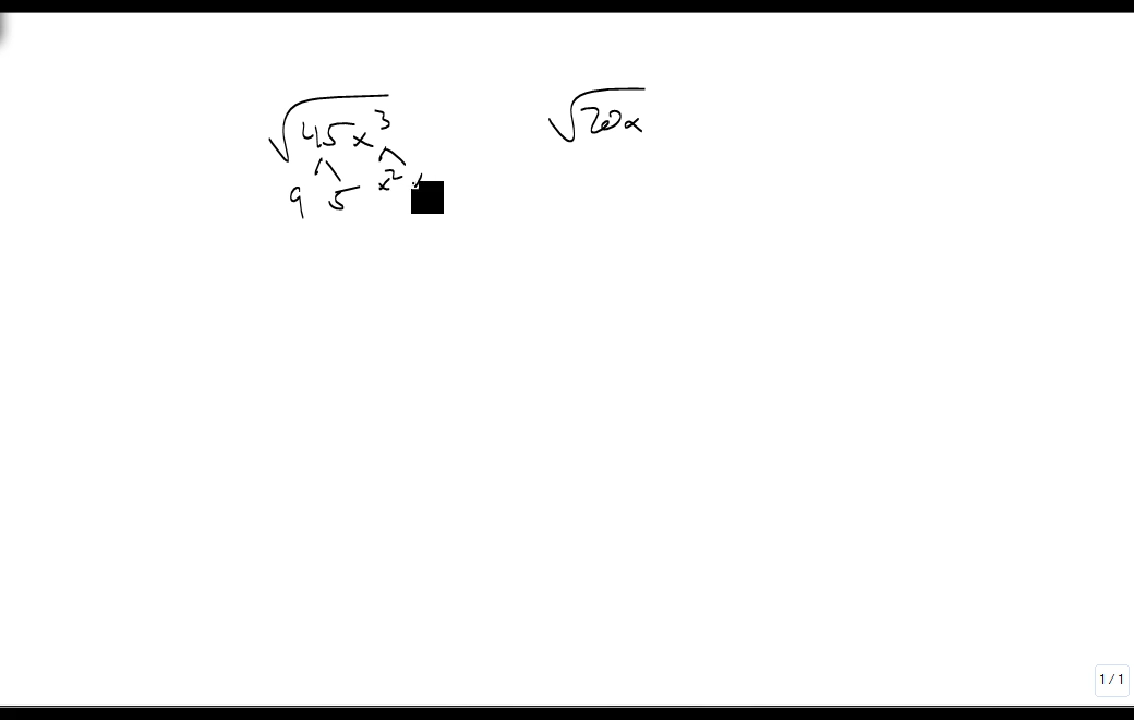 √45x³ √20x
9 5 x²
1 / 1